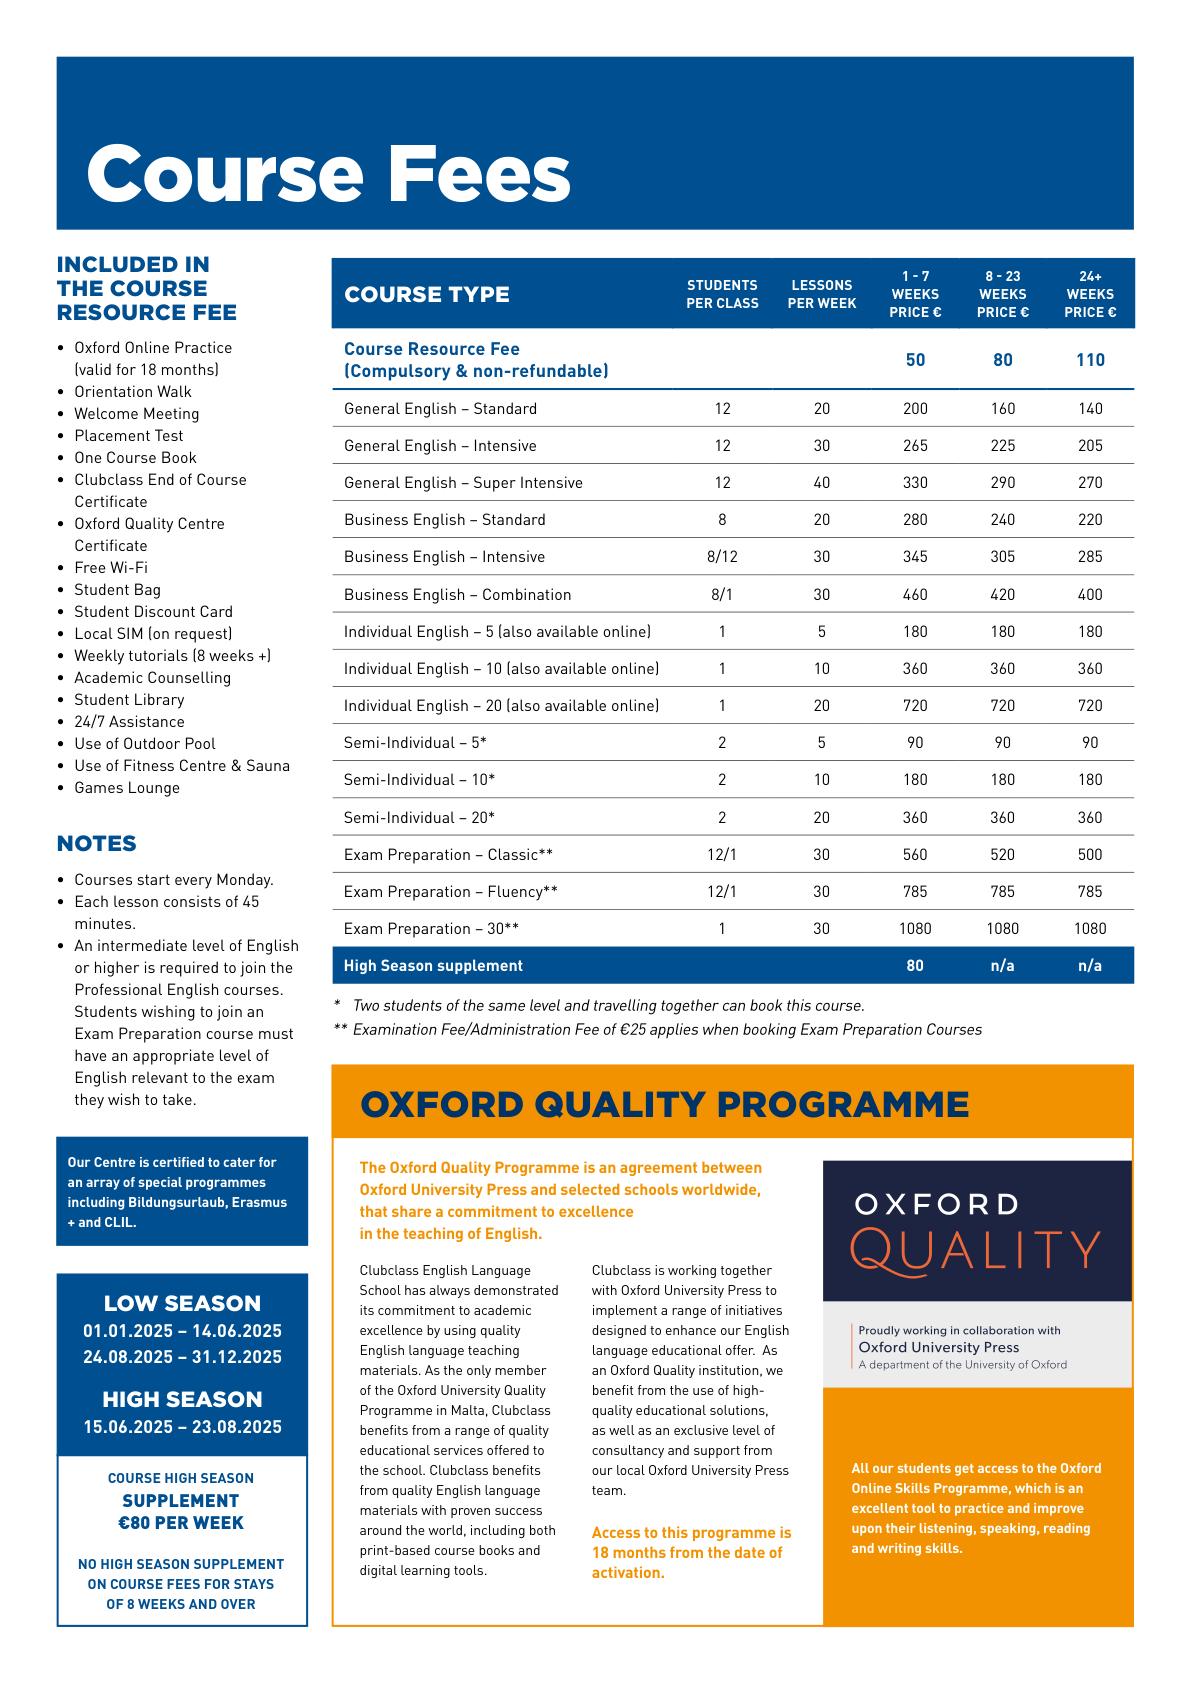 Course Fees
INCLUDED IN
THE COURSE
RESOURCE FEE
• Oxford Online Practice
(valid for 18 months)
• Orientation Walk
• Welcome Meeting
• Placement Test
• One Course Book
• Clubclass End of Course
Certificate
• Oxford Quality Centre
Certificate
• Free Wi-Fi
• Student Bag
• Student Discount Card
• Local SIM (on request)
• Weekly tutorials (8 weeks +)
• Academic Counselling
• Student Library
• 24/7 Assistance
• Use of Outdoor Pool
• Use of Fitness Centre & Sauna
• Games Lounge
NOTES
• Courses start every Monday.
• Each lesson consists of 45
minutes.
• An intermediate level of English
or higher is required to join the
Professional English courses.
Students wishing to join an
Exam Preparation course must
have an appropriate level of
English relevant to the exam
they wish to take.
Our Centre is certified to cater for
an array of special programmes
including Bildungsurlaub, Erasmus
+ and CLIL.
LOW SEASON
01.01.2025 – 14.06.2025
24.08.2025 – 31.12.2025
HIGH SEASON
15.06.2025 – 23.08.2025
COURSE HIGH SEASON
SUPPLEMENT
€80 PER WEEK
NO HIGH SEASON SUPPLEMENT
ON COURSE FEES FOR STAYS
OF 8 WEEKS AND OVER
COURSE TYPE
STUDENTS
PER CLASS
LESSONS
PER WEEK
1 - 7
WEEKS
PRICE €
8 - 23
WEEKS
PRICE €
24+
WEEKS
PRICE €
Course Resource Fee
(Compulsory & non-refundable) 50 80 110
General English – Standard 12 20 200 160 140
General English – Intensive 12 30 265 225 205
General English – Super Intensive 12 40 330 290 270
Business English – Standard 8 20 280 240 220
Business English – Intensive 8/12 30 345 305 285
Business English – Combination 8/1 30 460 420 400
Individual English – 5 (also available online) 1 5 180 180 180
Individual English – 10 (also available online) 1 10 360 360 360
Individual English – 20 (also available online) 1 20 720 720 720
Semi-Individual – 5* 2 5 90 90 90
Semi-Individual – 10* 2 10 180 180 180
Semi-Individual – 20* 2 20 360 360 360
Exam Preparation – Classic** 12/1 30 560 520 500
Exam Preparation – Fluency** 12/1 30 785 785 785
Exam Preparation – 30** 1 30 1080 1080 1080
High Season supplement 80 n/a n/a
* Two students of the same level and travelling together can book this course.
** Examination Fee/Administration Fee of €25 applies when booking Exam Preparation Courses
OXFORD QUALITY PROGRAMME
The Oxford Quality Programme is an agreement between
Oxford University Press and selected schools worldwide,
that share a commitment to excellence
in the teaching of English.
Clubclass English Language
School has always demonstrated
its commitment to academic
excellence by using quality
English language teaching
materials. As the only member
of the Oxford University Quality
Programme in Malta, Clubclass
benefits from a range of quality
educational services offered to
the school. Clubclass benefits
from quality English language
materials with proven success
around the world, including both
print-based course books and
digital learning tools.
Clubclass is working together
with Oxford University Press to
implement a range of initiatives
designed to enhance our English
language educational offer. As
an Oxford Quality institution, we
benefit from the use of high-
quality educational solutions,
as well as an exclusive level of
consultancy and support from
our local Oxford University Press
team.
Access to this programme is
18 months from the date of
activation.
OXFORD
QUALITY
Proudly working in collaboration with
Oxford University Press
A department of the University of Oxford
All our students get access to the Oxford
Online Skills Programme, which is an
excellent tool to practice and improve
upon their listening, speaking, reading
and writing skills.